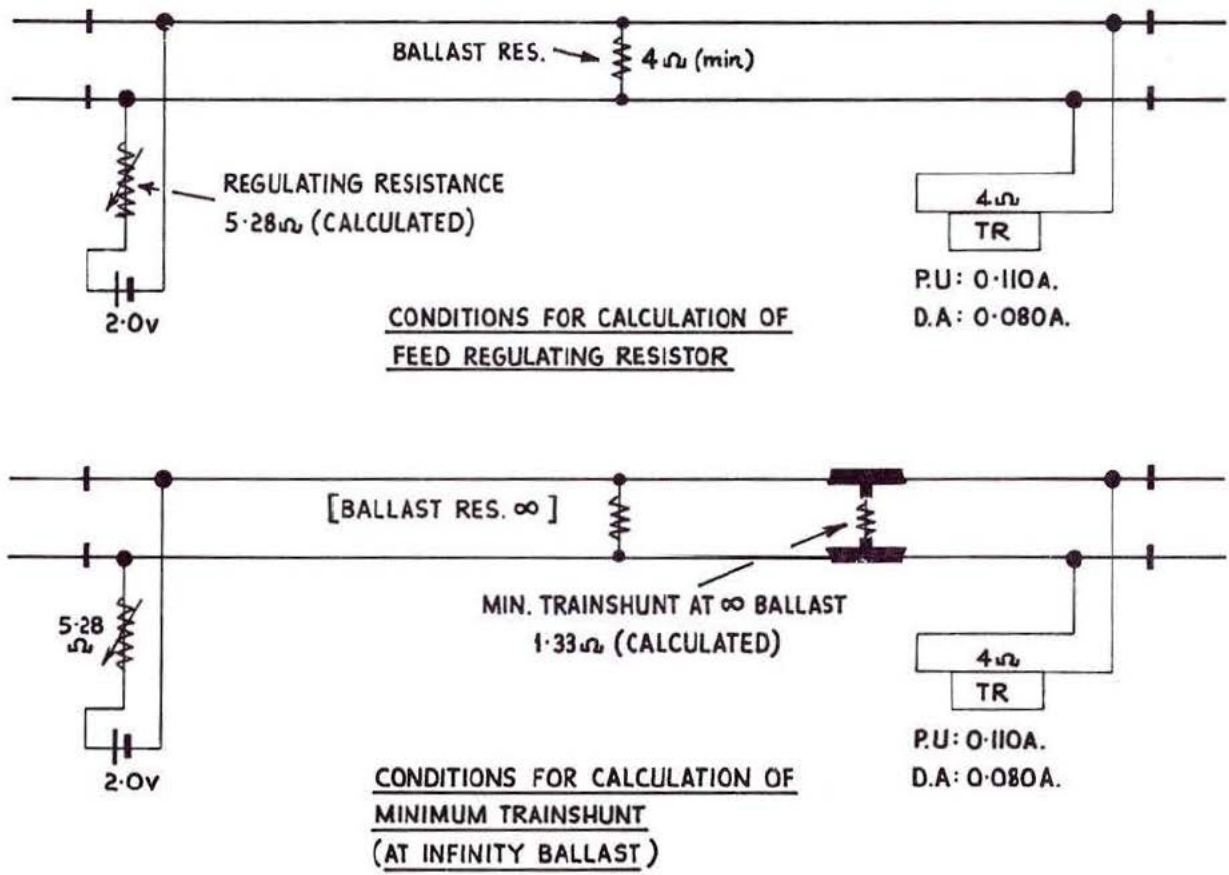 BALLAST RES.
4Ω (min)
REGULATING RESISTANCE
5·28Ω (CALCULATED)
2·0v
4Ω
TR
P.U: 0·110A.
D.A: 0·080A.
CONDITIONS FOR CALCULATION OF
FEED REGULATING RESISTOR
[BALLAST RES. ∞]
MIN. TRAINSHUNT AT ∞ BALLAST
1·33Ω (CALCULATED)
5·28
Ω
2·0v
4Ω
TR
P.U: 0·110A.
D.A: 0·080A.
CONDITIONS FOR CALCULATION OF
MINIMUM TRAINSHUNT
(AT INFINITY BALLAST)